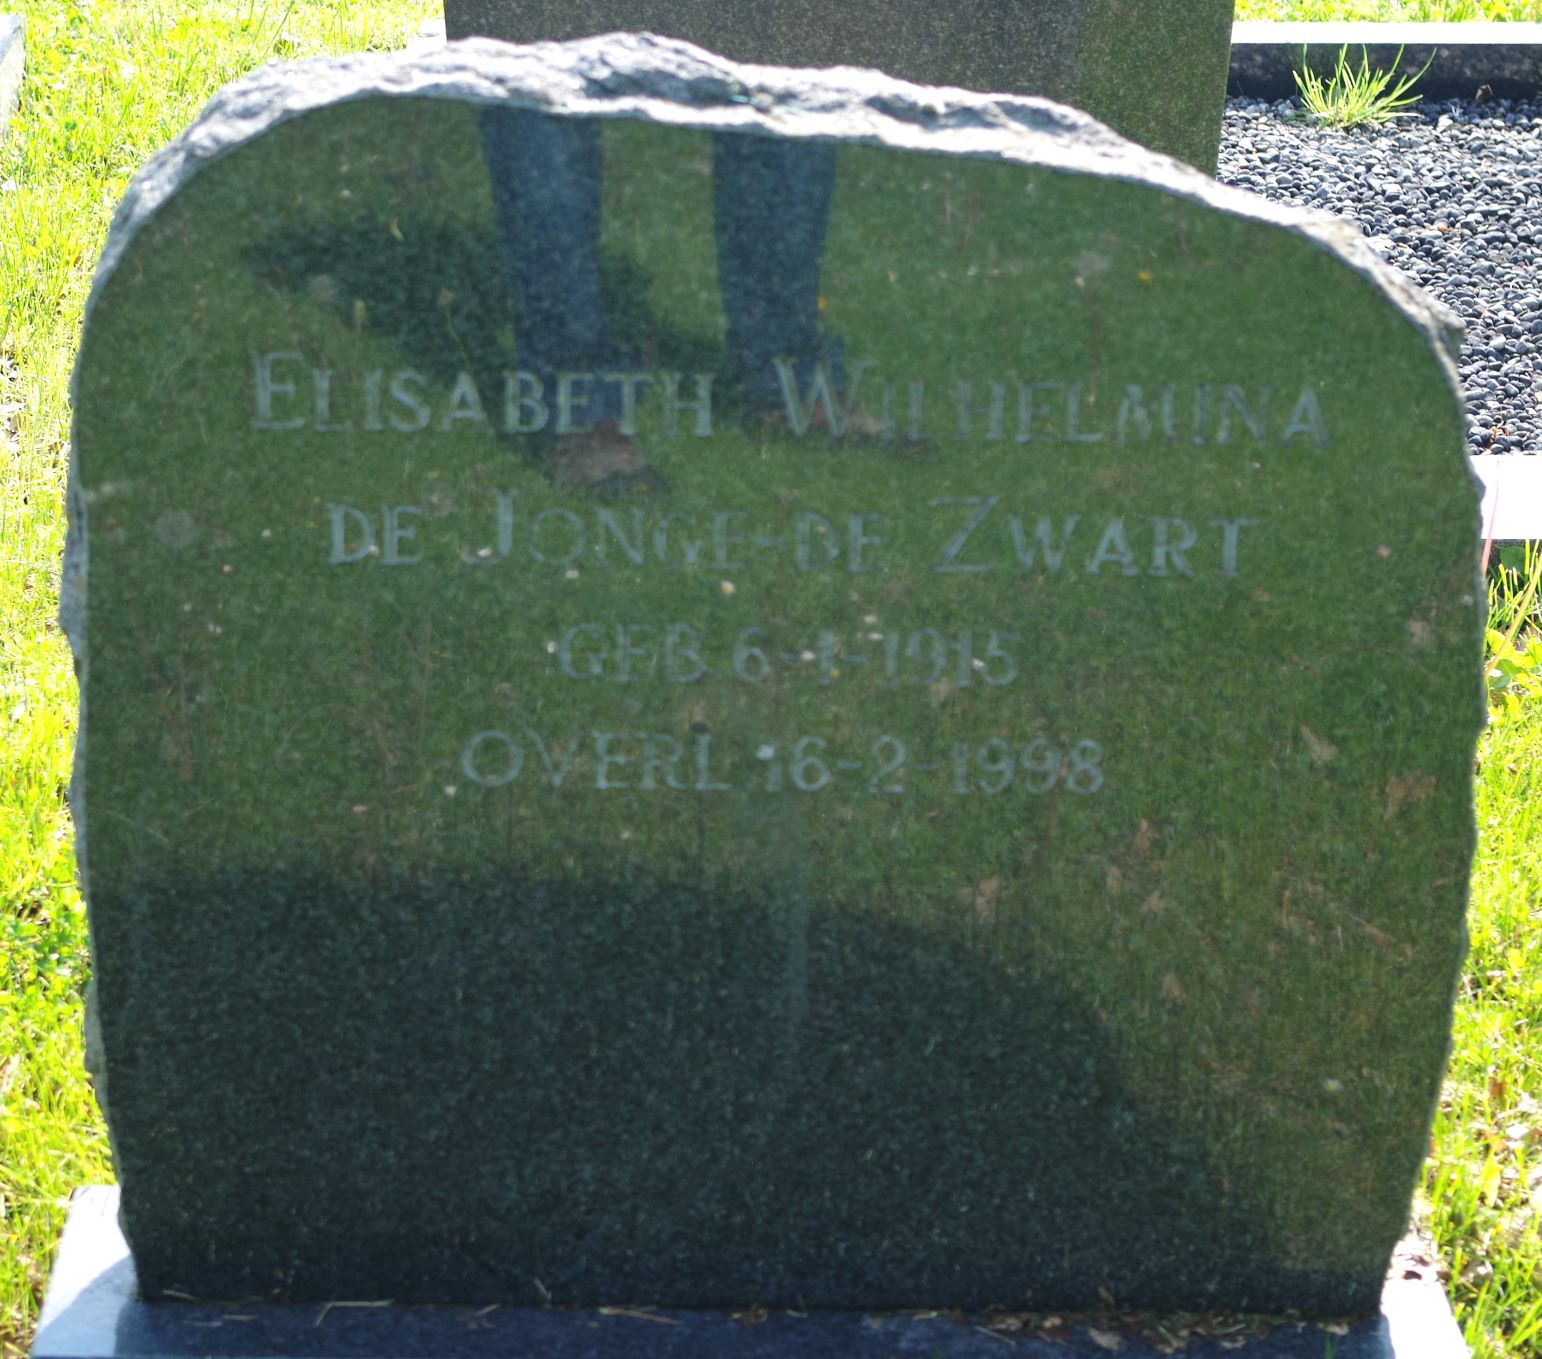 ELISABETH WILHELMINA
DE JONGE-DE ZWART
GEB. 6-1-1915
OVERL. 16-2-1998